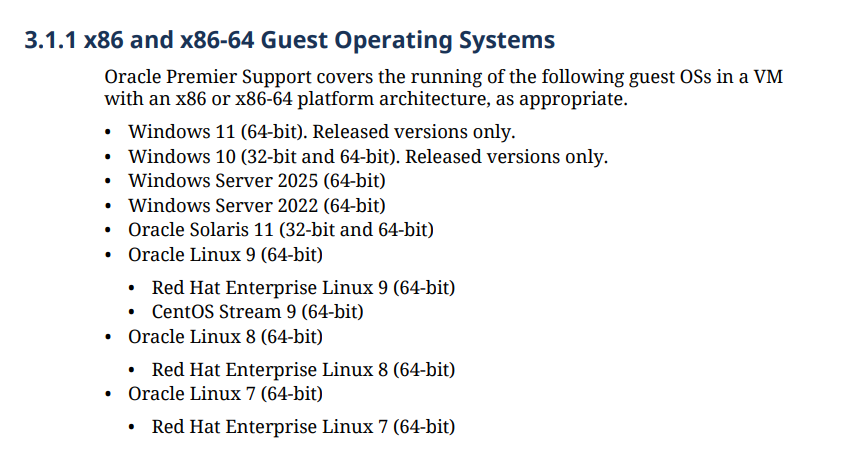 3.1.1 x86 and x86-64 Guest Operating Systems
Oracle Premier Support covers the running of the following guest OSs in a VM
with an x86 or x86-64 platform architecture, as appropriate.
• Windows 11 (64-bit). Released versions only.
• Windows 10 (32-bit and 64-bit). Released versions only.
• Windows Server 2025 (64-bit)
• Windows Server 2022 (64-bit)
• Oracle Solaris 11 (32-bit and 64-bit)
• Oracle Linux 9 (64-bit)
• Red Hat Enterprise Linux 9 (64-bit)
• CentOS Stream 9 (64-bit)
• Oracle Linux 8 (64-bit)
• Red Hat Enterprise Linux 8 (64-bit)
• Oracle Linux 7 (64-bit)
• Red Hat Enterprise Linux 7 (64-bit)